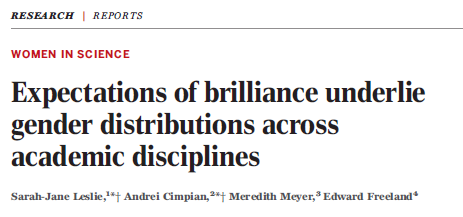 RESEARCH | REPORTS
WOMEN IN SCIENCE
Expectations of brilliance underlie
gender distributions across
academic disciplines
Sarah-Jane Leslie,¹*† Andrei Cimpian,²*† Meredith Meyer,³ Edward Freeland⁴